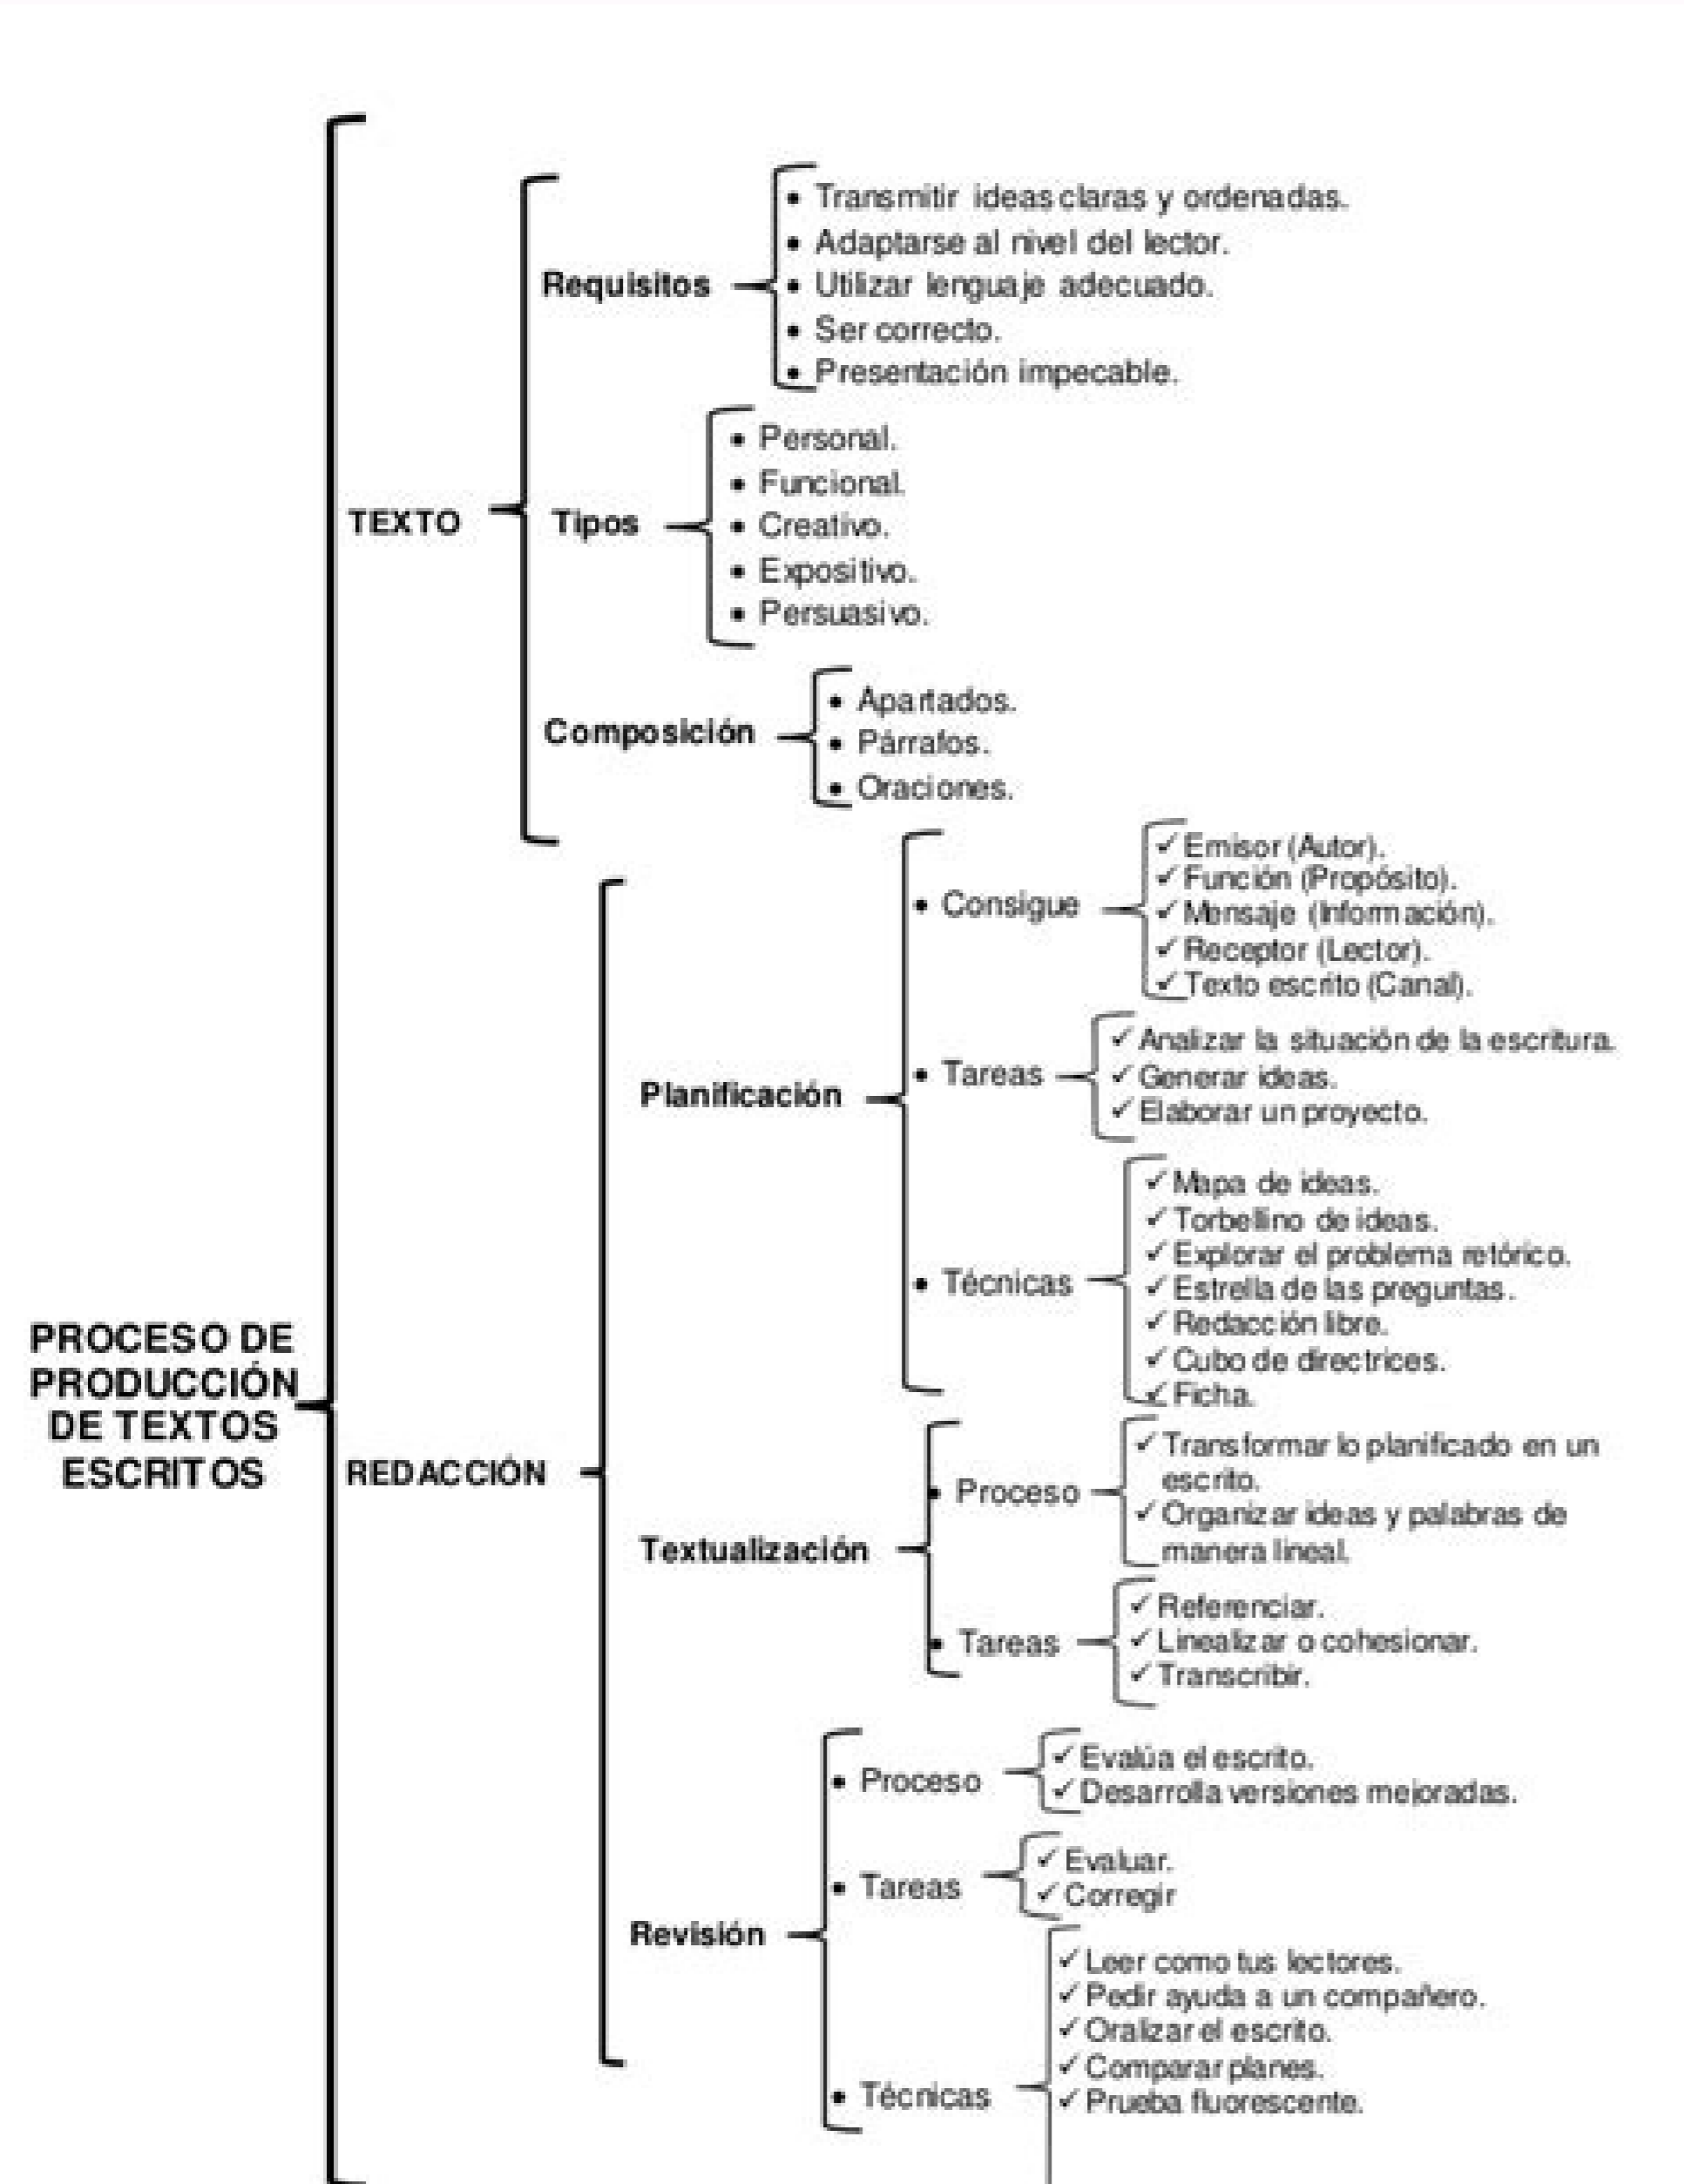 PROCESO DE
PRODUCCIÓN
DE TEXTOS
ESCRITOS
TEXTO
Requisitos
• Transmitir ideas claras y ordenadas.
• Adaptarse al nivel del lector.
• Utilizar lenguaje adecuado.
• Ser correcto.
• Presentación impecable.
Tipos
• Personal.
• Funcional.
• Creativo.
• Expositivo.
• Persuasivo.
Composición
• Apartados.
• Párrafos.
• Oraciones.
REDACCIÓN
Planificación
• Consigue
✓ Emisor (Autor).
✓ Función (Propósito).
✓ Mensaje (Información).
✓ Receptor (Lector).
✓ Texto escrito (Canal).
• Tareas
✓ Analizar la situación de la escritura.
✓ Generar ideas.
✓ Elaborar un proyecto.
• Técnicas
✓ Mapa de ideas.
✓ Torbellino de ideas.
✓ Explorar el problema retórico.
✓ Estrella de las preguntas.
✓ Redacción libre.
✓ Cubo de directrices.
✓ Ficha.
Textualización
• Proceso
✓ Transformar lo planificado en un
escrito.
✓ Organizar ideas y palabras de
manera lineal.
• Tareas
✓ Referenciar.
✓ Linealizar o cohesionar.
✓ Transcribir.
Revisión
• Proceso
✓ Evalúa el escrito.
✓ Desarrolla versiones mejoradas.
• Tareas
✓ Evaluar.
✓ Corregir
• Técnicas
✓ Leer como tus lectores.
✓ Pedir ayuda a un compañero.
✓ Oralizar el escrito.
✓ Comparar planes.
✓ Prueba fluorescente.